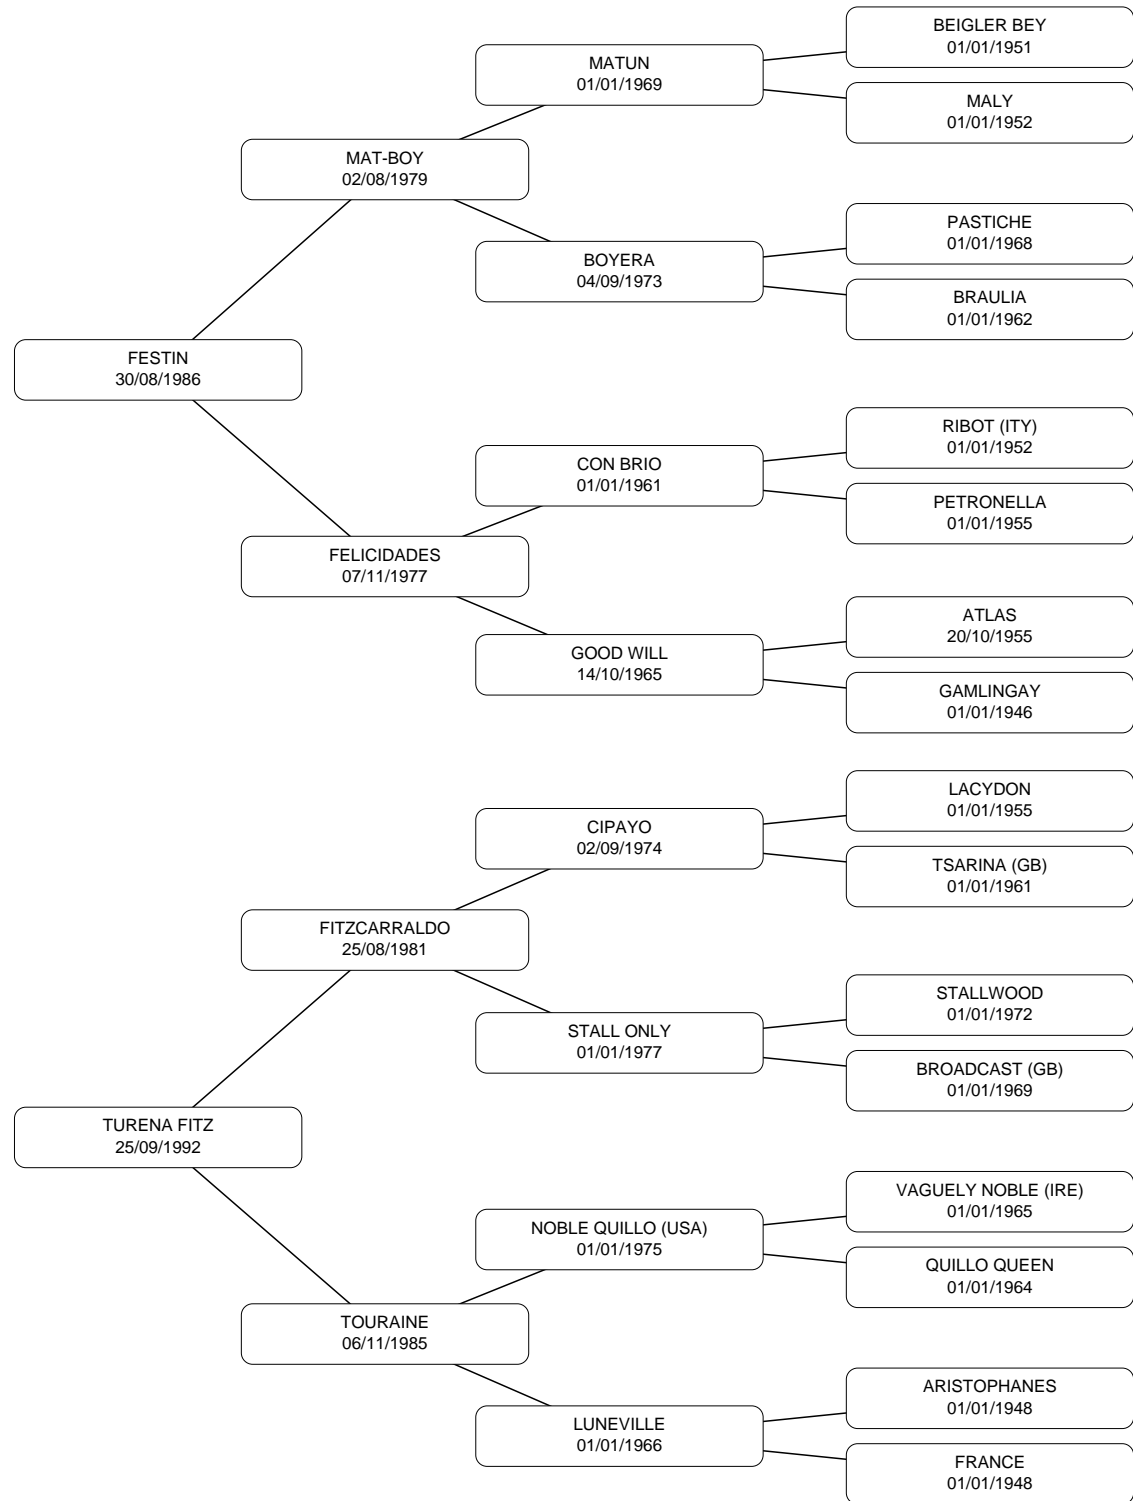 BEIGLER BEY
01/01/1951
MATUN
01/01/1969
MALY
01/01/1952
MAT-BOY
02/08/1979
PASTICHE
01/01/1968
BOYERA
04/09/1973
BRAULIA
01/01/1962
FESTIN
30/08/1986
RIBOT (ITY)
01/01/1952
CON BRIO
01/01/1961
PETRONELLA
01/01/1955
FELICIDADES
07/11/1977
ATLAS
20/10/1955
GOOD WILL
14/10/1965
GAMLINGAY
01/01/1946
LACYDON
01/01/1955
CIPAYO
02/09/1974
TSARINA (GB)
01/01/1961
FITZCARRALDO
25/08/1981
STALLWOOD
01/01/1972
STALL ONLY
01/01/1977
BROADCAST (GB)
01/01/1969
TURENA FITZ
25/09/1992
VAGUELY NOBLE (IRE)
01/01/1965
NOBLE QUILLO (USA)
01/01/1975
QUILLO QUEEN
01/01/1964
TOURAINE
06/11/1985
ARISTOPHANES
01/01/1948
LUNEVILLE
01/01/1966
FRANCE
01/01/1948